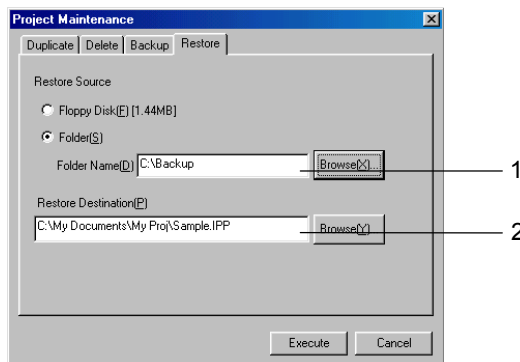 Project Maintenance
Duplicate Delete Backup Restore
Restore Source
Floppy Disk(F) [1.44MB]
Folder(S)
Folder Name(D) C:\Backup Browse(X)... 1
Restore Destination(P)
C:\My Documents\My Proj\Sample.IPP Browse(Y) 2
Execute Cancel